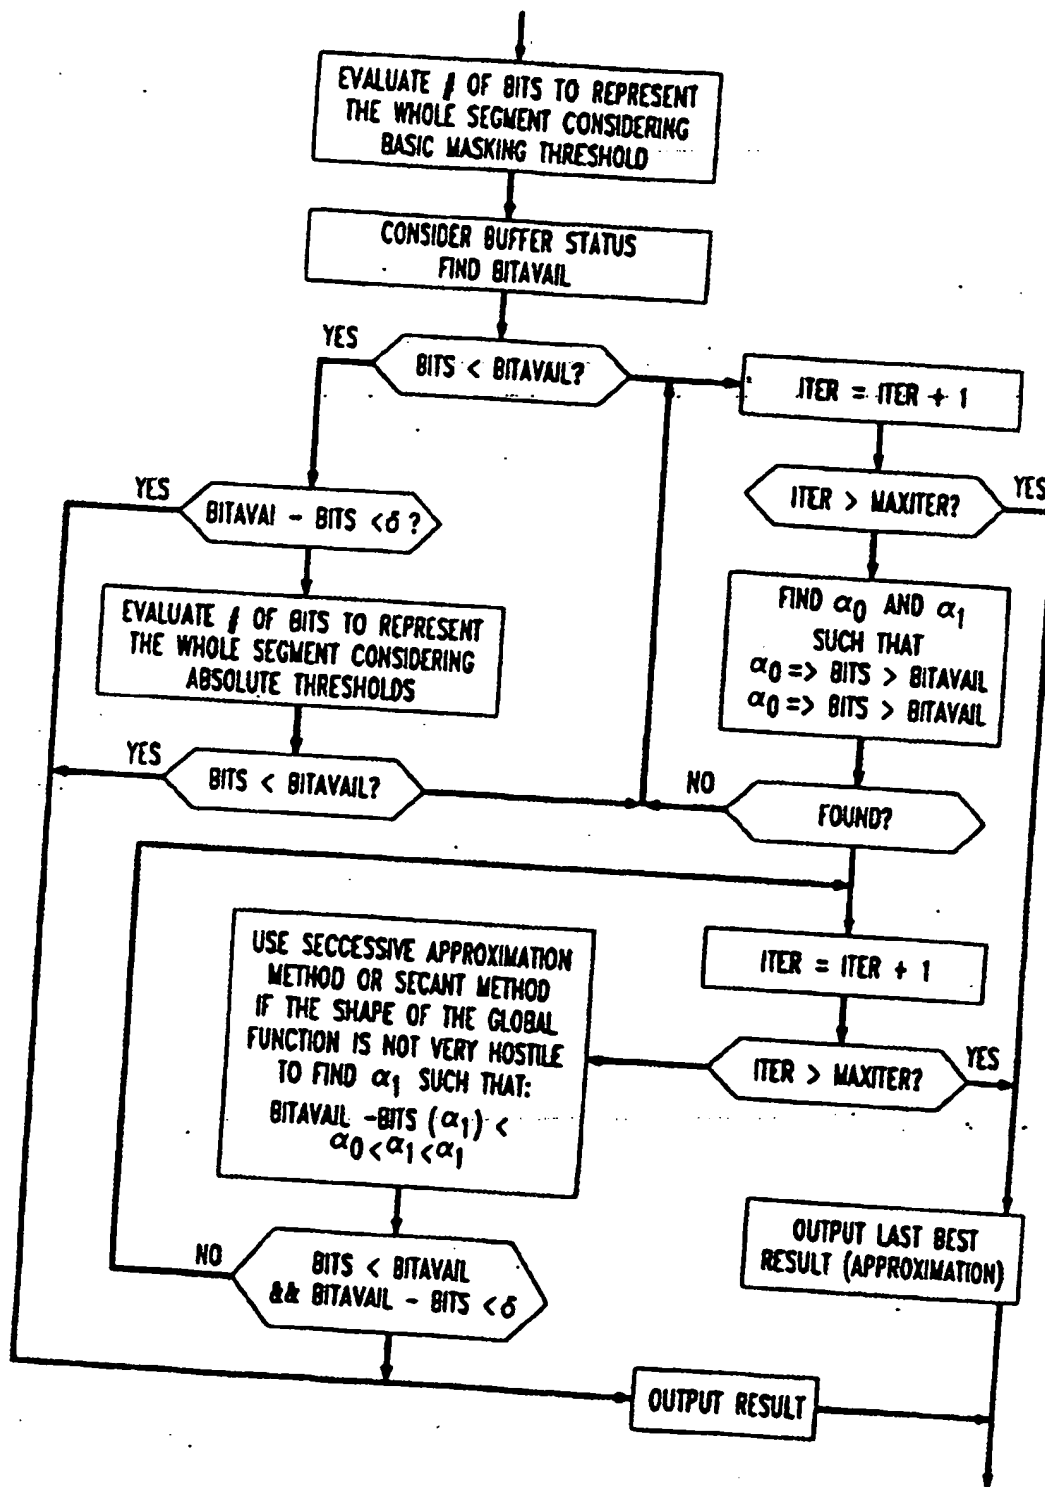 EVALUATE # OF BITS TO REPRESENT
THE WHOLE SEGMENT CONSIDERING
BASIC MASKING THRESHOLD
CONSIDER BUFFER STATUS
FIND BITAVAIL
YES
BITS < BITAVAIL?
ITER = ITER + 1
YES
BITAVAI - BITS <δ ?
ITER > MAXITER?
YES
EVALUATE # OF BITS TO REPRESENT
THE WHOLE SEGMENT CONSIDERING
ABSOLUTE THRESHOLDS
FIND α0 AND α1
SUCH THAT
α0 => BITS > BITAVAIL
α0 => BITS > BITAVAIL
YES
BITS < BITAVAIL?
NO
FOUND?
USE SECCESSIVE APPROXIMATION
METHOD OR SECANT METHOD
IF THE SHAPE OF THE GLOBAL
FUNCTION IS NOT VERY HOSTILE
TO FIND α1 SUCH THAT:
BITAVAIL -BITS (α1) <
α0<α1<α1
ITER = ITER + 1
ITER > MAXITER?
YES
NO
BITS < BITAVAIL
&& BITAVAIL - BITS <δ
OUTPUT LAST BEST
RESULT (APPROXIMATION)
OUTPUT RESULT